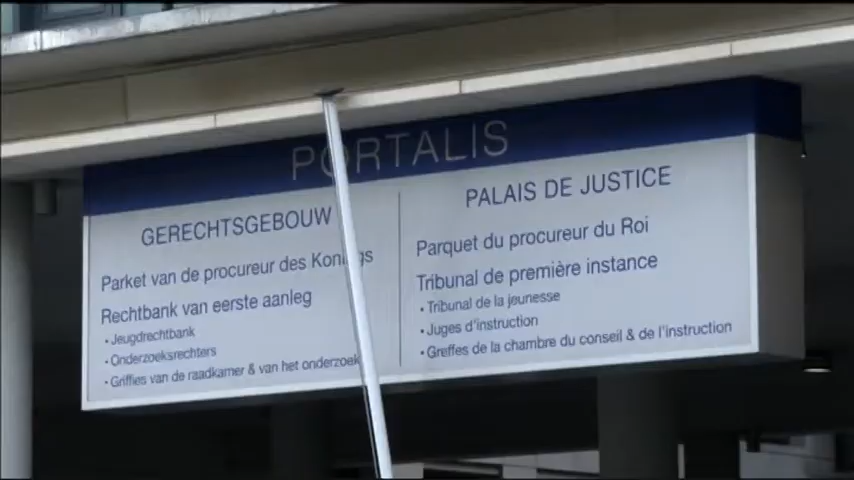 PORTALIS
GERECHTSGEBOUW
Parket van de procureur des Konings
Rechtbank van eerste aanleg
• Jeugdrechtbank
• Onderzoeksrechters
• Griffies van de raadkamer & van het onderzoek
PALAIS DE JUSTICE
Parquet du procureur du Roi
Tribunal de première instance
• Tribunal de la jeunesse
• Juges d'instruction
• Greffes de la chambre du conseil & de l'instruction